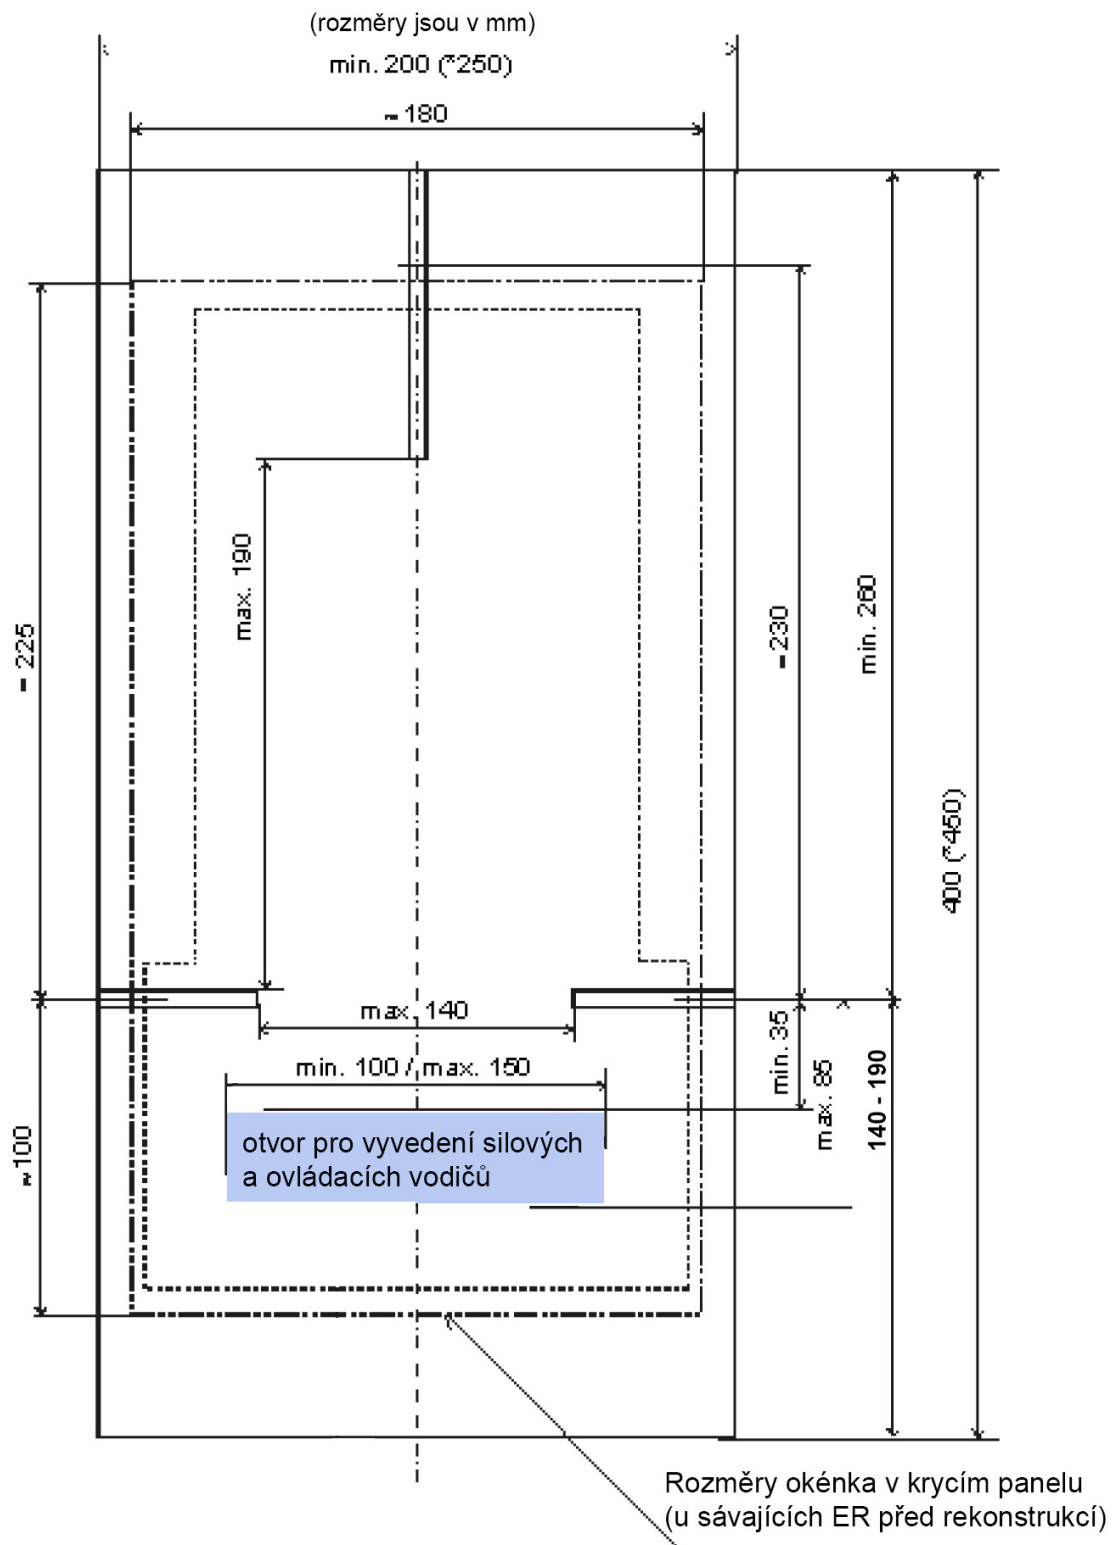 (rozměry jsou v mm)
min. 200 (*250)
≈ 180
max. 190
≈ 225
≈ 230
min. 260
400 (*450)
max. 140
min. 100 / max. 150
min. 35
max. 85
140 - 190
≈ 100
otvor pro vyvedení silových
a ovládacích vodičů
Rozměry okénka v krycím panelu
(u sávajících ER před rekonstrukcí)